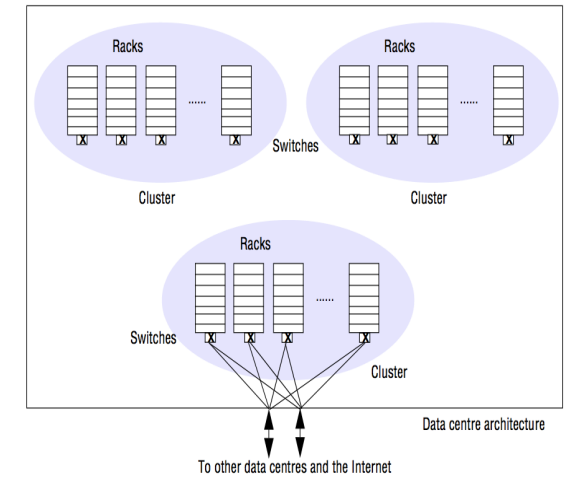 Racks
Racks
......
......
X X X X
X X X X
Switches
Cluster
Cluster
Racks
......
Switches
X X X X
Cluster
Data centre architecture
To other data centres and the Internet